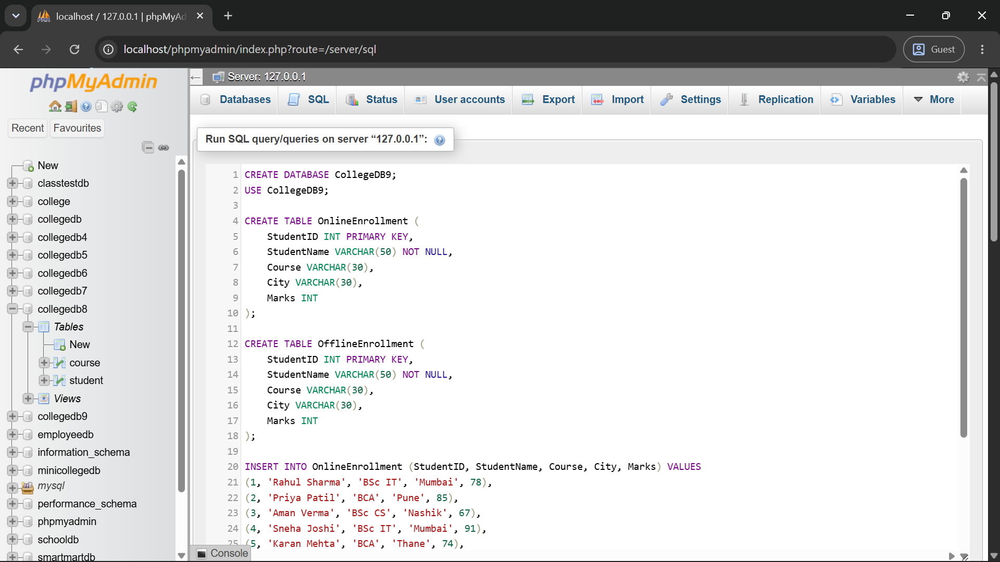 localhost / 127.0.0.1 | phpMyAd
localhost/phpmyadmin/index.php?route=/server/sql
Guest
phpMyAdmin
Recent Favourites
New
classtestdb
college
collegedb
collegedb4
collegedb5
collegedb6
collegedb7
collegedb8
Tables
New
course
student
Views
collegedb9
employeedb
information_schema
minicollegedb
mysql
performance_schema
phpmyadmin
schooldb
smartmartdb
Server: 127.0.0.1
Databases SQL Status User accounts Export Import Settings Replication Variables More
Run SQL query/queries on server “127.0.0.1”:
1 CREATE DATABASE CollegeDB9;
2 USE CollegeDB9;
3
4 CREATE TABLE OnlineEnrollment (
5 StudentID INT PRIMARY KEY,
6 StudentName VARCHAR(50) NOT NULL,
7 Course VARCHAR(30),
8 City VARCHAR(30),
9 Marks INT
10 );
11
12 CREATE TABLE OfflineEnrollment (
13 StudentID INT PRIMARY KEY,
14 StudentName VARCHAR(50) NOT NULL,
15 Course VARCHAR(30),
16 City VARCHAR(30),
17 Marks INT
18 );
19
20 INSERT INTO OnlineEnrollment (StudentID, StudentName, Course, City, Marks) VALUES
21 (1, 'Rahul Sharma', 'BSc IT', 'Mumbai', 78),
22 (2, 'Priya Patil', 'BCA', 'Pune', 85),
23 (3, 'Aman Verma', 'BSc CS', 'Nashik', 67),
24 (4, 'Sneha Joshi', 'BSc IT', 'Mumbai', 91),
25 (5, 'Karan Mehta', 'BCA', 'Thane', 74),
Console